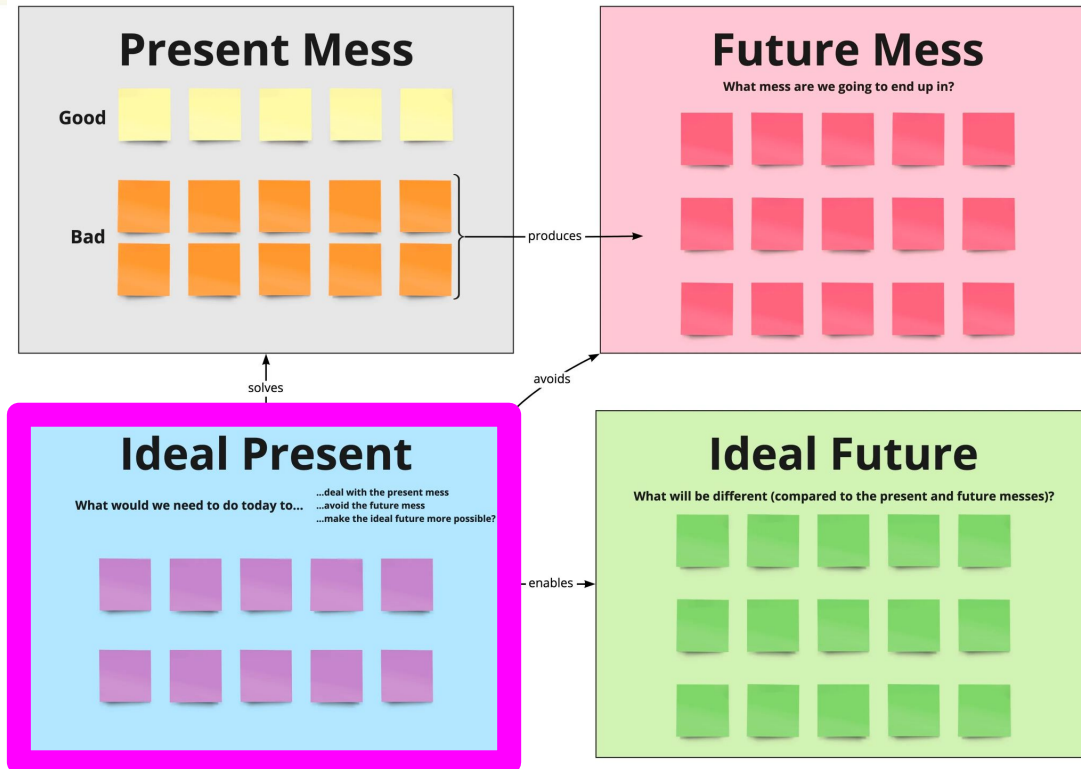 Present Mess
Good
Bad
produces
Future Mess
What mess are we going to end up in?
solves
avoids
Ideal Present
What would we need to do today to...
...deal with the present mess
...avoid the future mess
...make the ideal future more possible?
enables
Ideal Future
What will be different (compared to the present and future messes)?